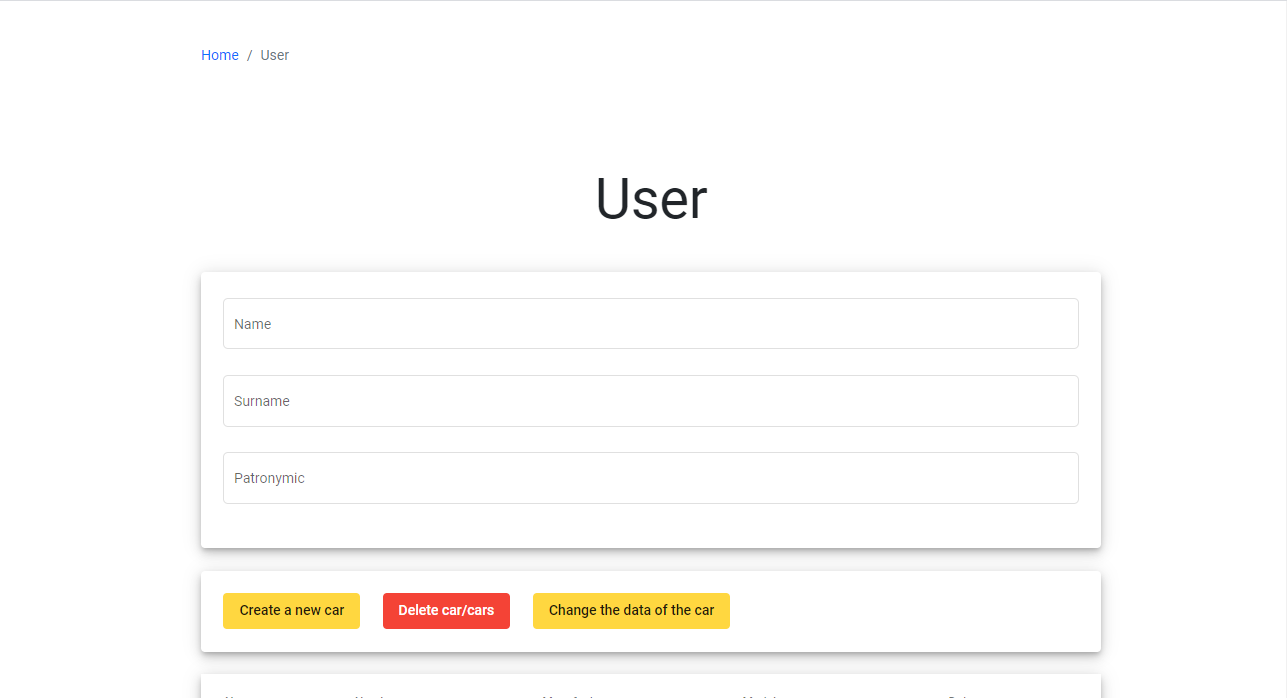 Home / User
User
Name
Surname
Patronymic
Create a new car Delete car/cars Change the data of the car